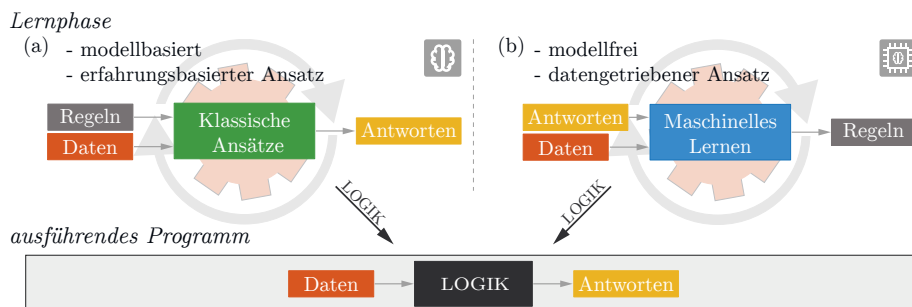 Lernphase
(a)
- modellbasiert
- erfahrungsbasierter Ansatz
Regeln
Daten
Klassische
Ansätze
Antworten
(b)
- modellfrei
- datengetriebener Ansatz
Antworten
Daten
Maschinelles
Lernen
Regeln
LOGIK
LOGIK
ausführendes Programm
Daten
LOGIK
Antworten